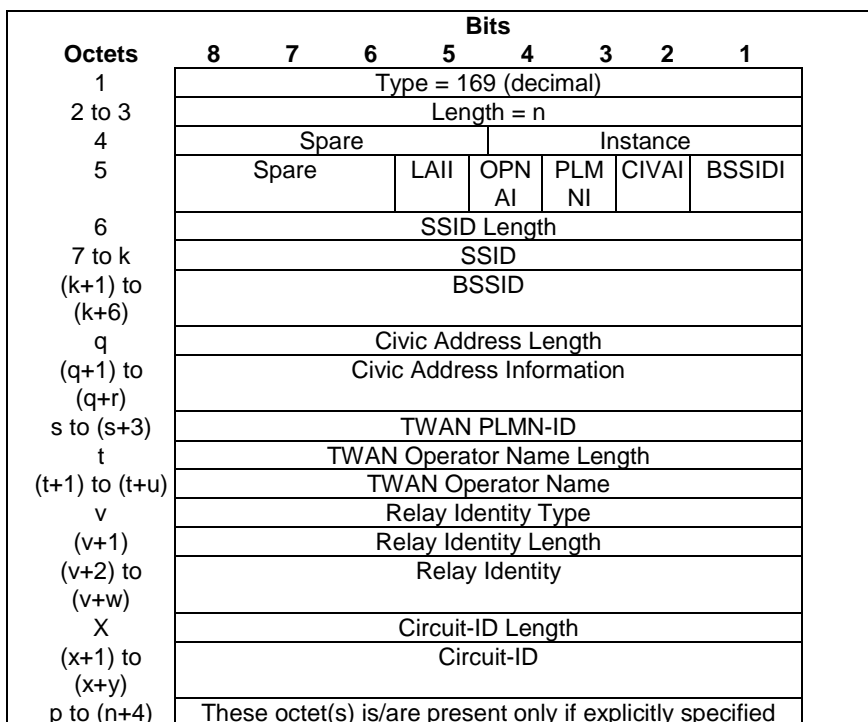 Bits
Octets 8 7 6 5 4 3 2 1
1 Type = 169 (decimal)
2 to 3 Length = n
4 Spare Instance
5 Spare LAII OPN PLM CIVAI BSSIDI
AI NI
6 SSID Length
7 to k SSID
(k+1) to BSSID
(k+6)
q Civic Address Length
(q+1) to Civic Address Information
(q+r)
s to (s+3) TWAN PLMN-ID
t TWAN Operator Name Length
(t+1) to (t+u) TWAN Operator Name
v Relay Identity Type
(v+1) Relay Identity Length
(v+2) to Relay Identity
(v+w)
X Circuit-ID Length
(x+1) to Circuit-ID
(x+y)
p to (n+4) These octet(s) is/are present only if explicitly specified